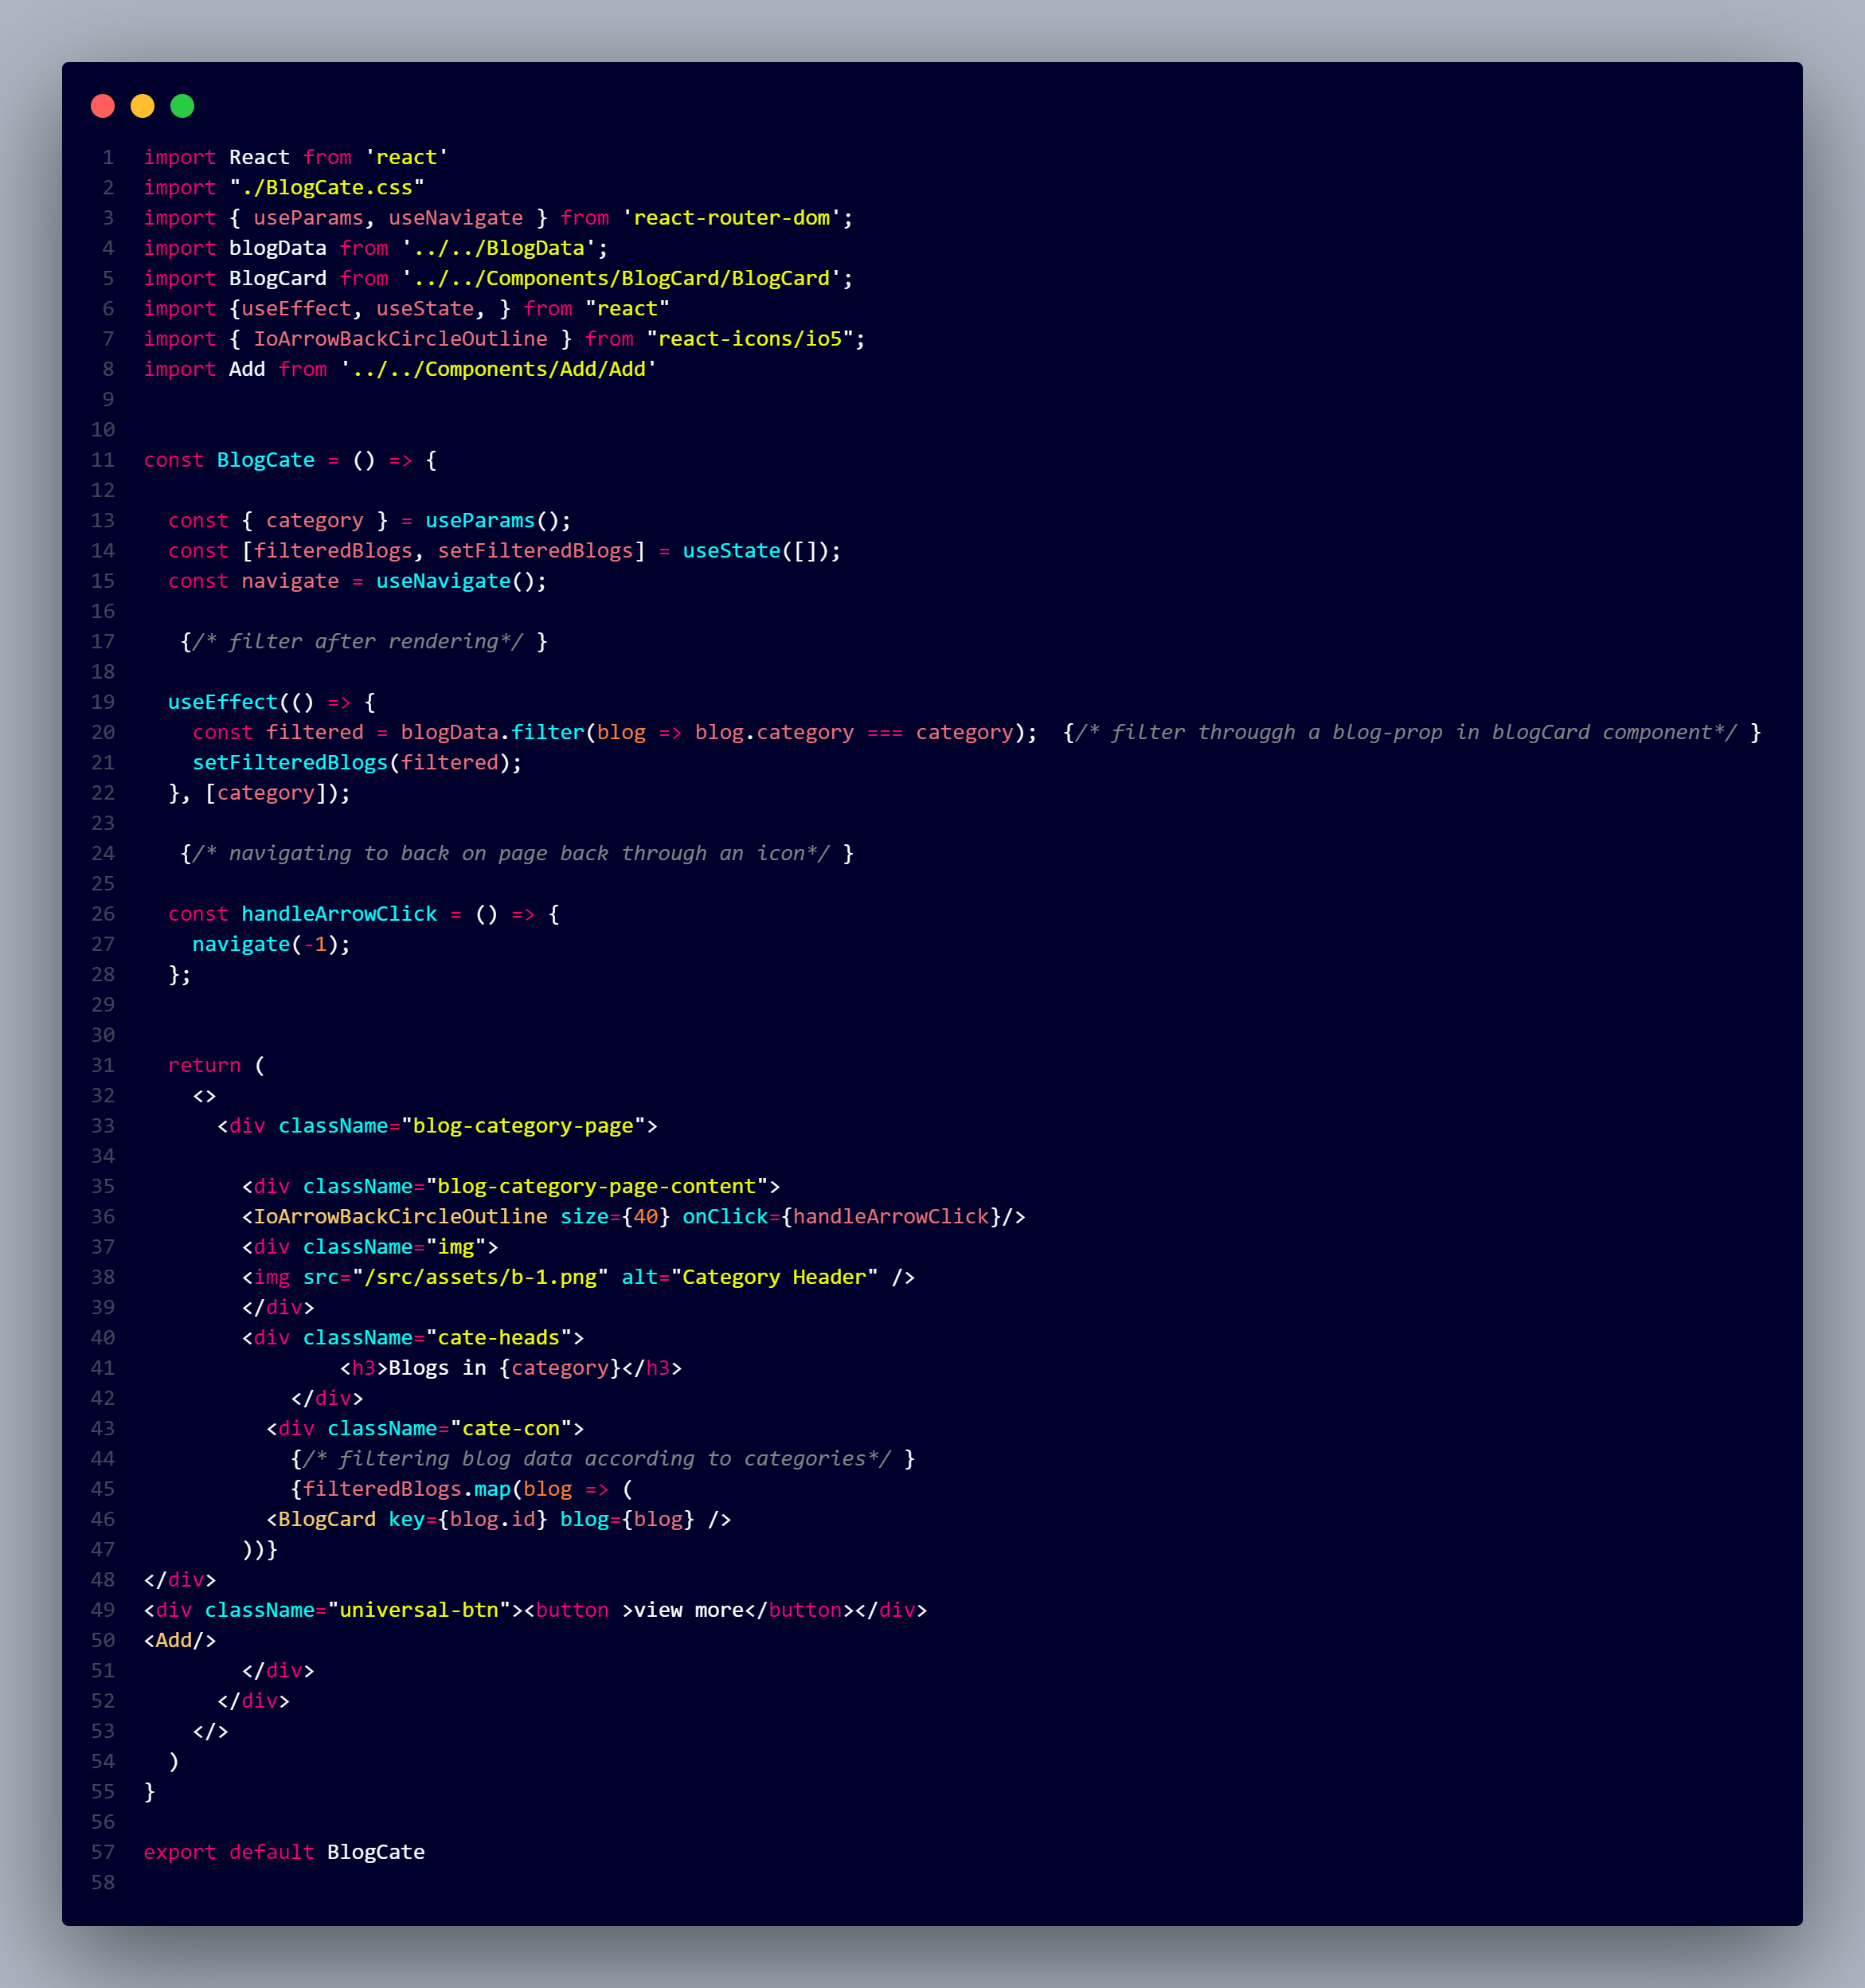 1 import React from 'react'
2 import "./BlogCate.css"
3 import { useParams, useNavigate } from 'react-router-dom';
4 import blogData from '../../BlogData';
5 import BlogCard from '../../Components/BlogCard/BlogCard';
6 import {useEffect, useState, } from "react"
7 import { IoArrowBackCircleOutline } from "react-icons/io5";
8 import Add from '../../Components/Add/Add'
9
10
11 const BlogCate = () => {
12
13   const { category } = useParams();
14   const [filteredBlogs, setFilteredBlogs] = useState([]);
15   const navigate = useNavigate();
16
17    {/* filter after rendering*/ }
18
19   useEffect(() => {
20     const filtered = blogData.filter(blog => blog.category === category);  {/* filter througgh a blog-prop in blogCard component*/ }
21     setFilteredBlogs(filtered);
22   }, [category]);
23
24    {/* navigating to back on page back through an icon*/ }
25
26   const handleArrowClick = () => {
27     navigate(-1);
28   };
29
30
31   return (
32     <>
33       <div className="blog-category-page">
34
35         <div className="blog-category-page-content">
36         <IoArrowBackCircleOutline size={40} onClick={handleArrowClick}/>
37         <div className="img">
38         <img src="/src/assets/b-1.png" alt="Category Header" />
39         </div>
40         <div className="cate-heads">
41                 <h3>Blogs in {category}</h3>
42             </div>
43           <div className="cate-con">
44             {/* filtering blog data according to categories*/ }
45             {filteredBlogs.map(blog => (
46           <BlogCard key={blog.id} blog={blog} />
47         ))}
48 </div>
49 <div className="universal-btn"><button >view more</button></div>
50 <Add/>
51         </div>
52       </div>
53     </>
54   )
55 }
56
57 export default BlogCate
58